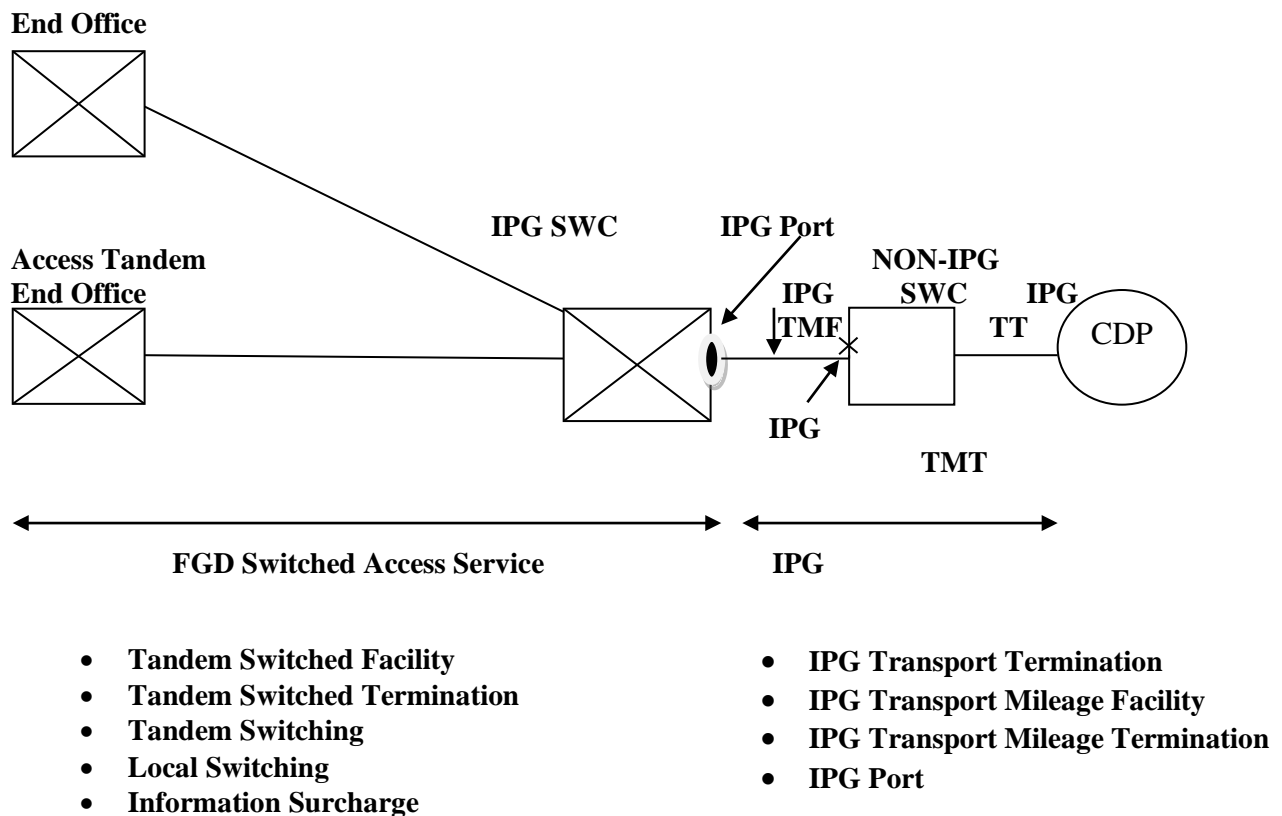 End Office
IPG SWC
IPG Port
Access Tandem
End Office
NON-IPG
SWC
IPG
TMF
IPG
TT
CDP
IPG
TMT
FGD Switched Access Service
IPG
• Tandem Switched Facility
• Tandem Switched Termination
• Tandem Switching
• Local Switching
• Information Surcharge
• IPG Transport Termination
• IPG Transport Mileage Facility
• IPG Transport Mileage Termination
• IPG Port